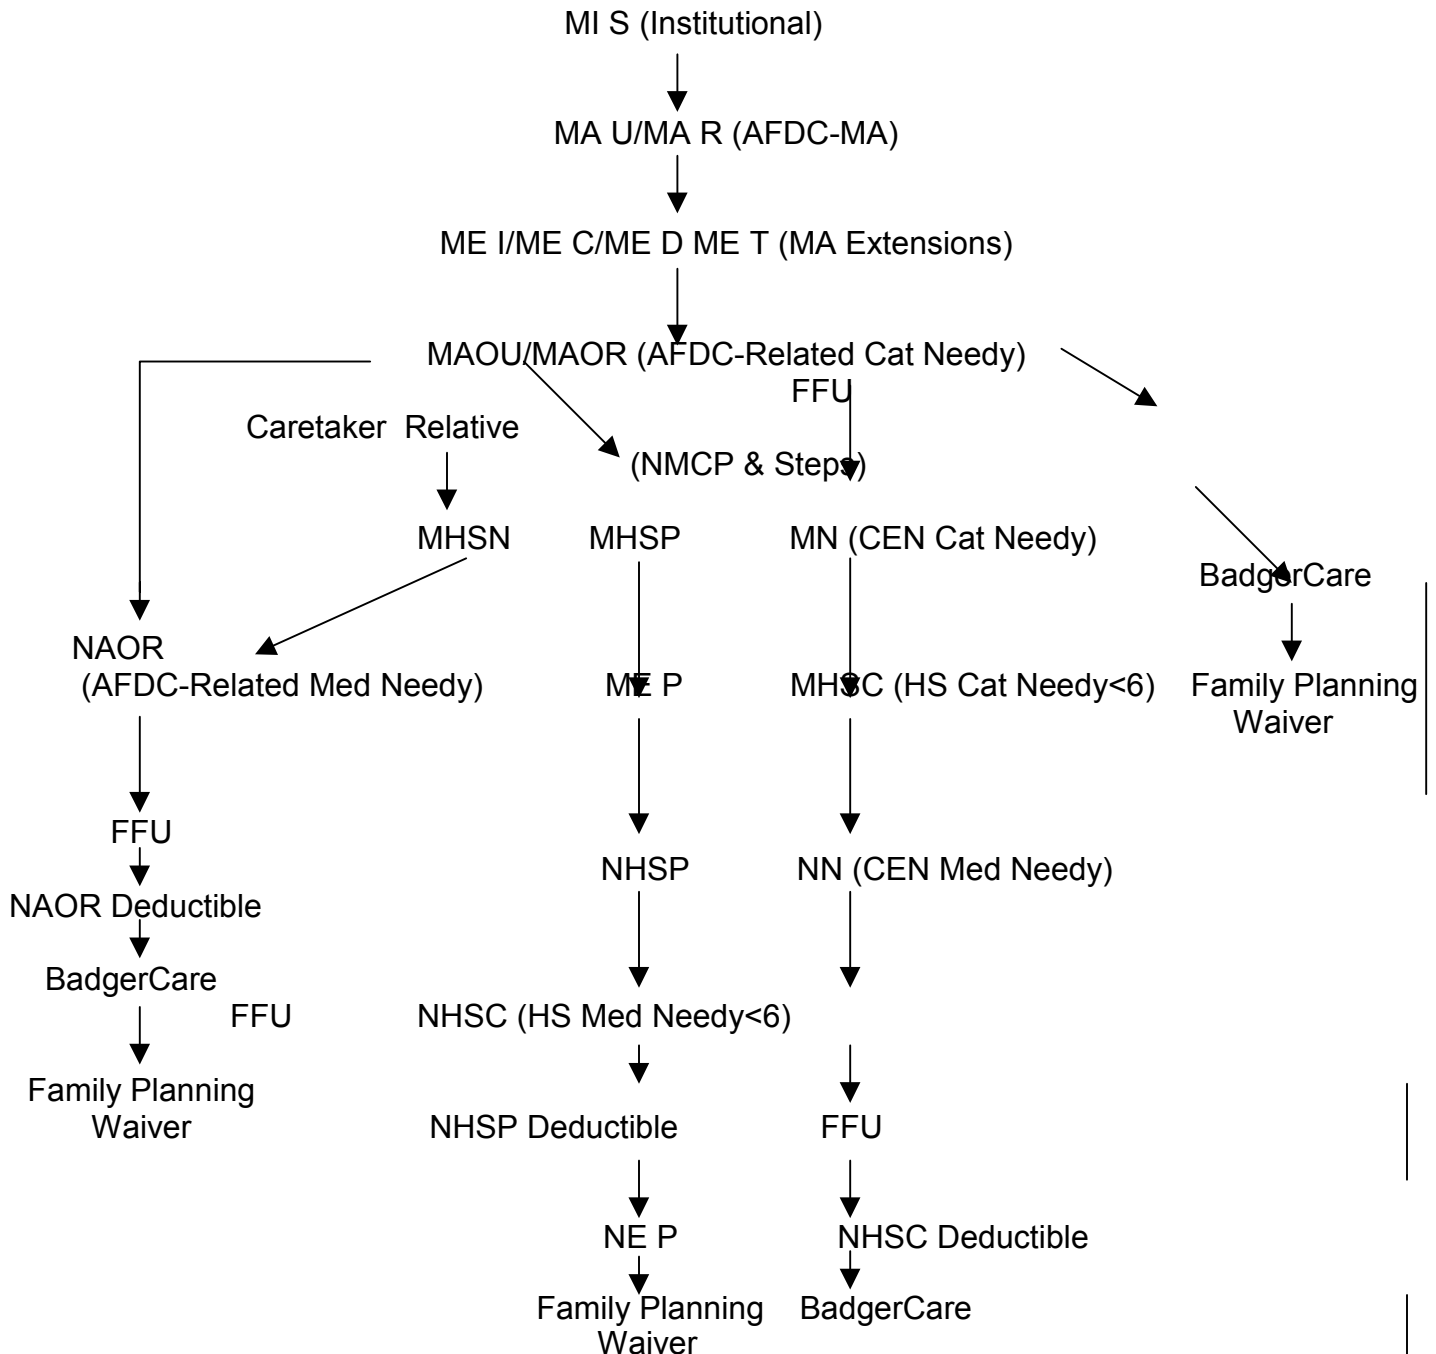 MI S (Institutional)
MA U/MA R (AFDC-MA)
ME I/ME C/ME D ME T (MA Extensions)
MAOU/MAOR (AFDC-Related Cat Needy)
FFU
Caretaker Relative
(NMCP & Steps)
MHSN MHSP MN (CEN Cat Needy)
BadgerCare
NAOR
(AFDC-Related Med Needy) ME P MHSC (HS Cat Needy<6) Family Planning
Waiver
FFU
NHSP NN (CEN Med Needy)
NAOR Deductible
BadgerCare
FFU NHSC (HS Med Needy<6)
Family Planning
Waiver NHSP Deductible FFU
NE P NHSC Deductible
Family Planning BadgerCare
Waiver